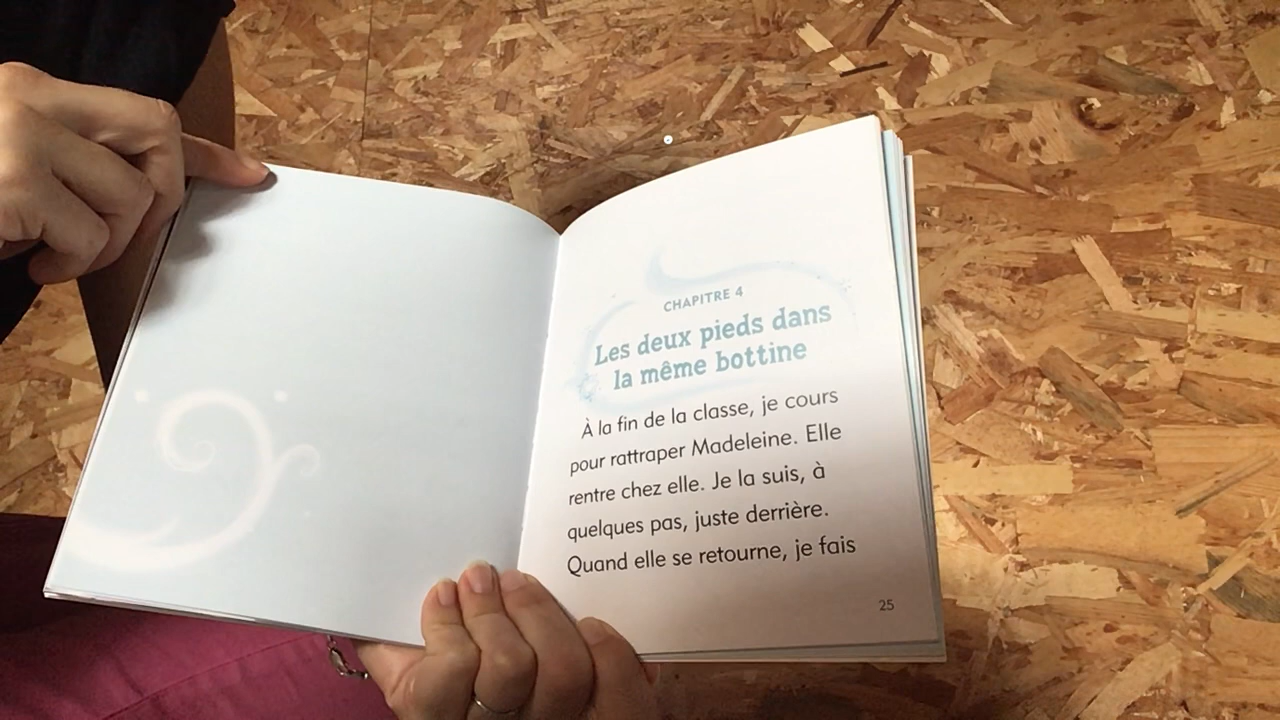 CHAPITRE 4
Les deux pieds dans
la même bottine
À la fin de la classe, je cours
pour rattraper Madeleine. Elle
rentre chez elle. Je la suis, à
quelques pas, juste derrière.
Quand elle se retourne, je fais
25